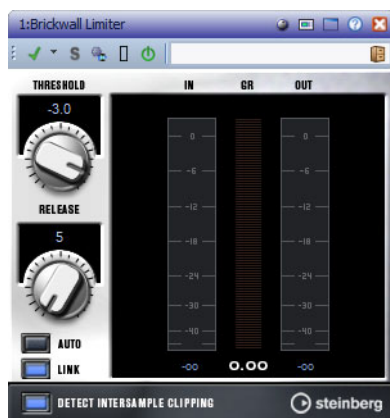 1:Brickwall Limiter
S
THRESHOLD IN GR OUT
-3.0
0 0
-6 -6
RELEASE
-12 -12
5
-18 -18
-24 -24
-30 -30
-40 -40
AUTO
LINK
-∞ 0.00 -∞
DETECT INTERSAMPLE CLIPPING steinberg